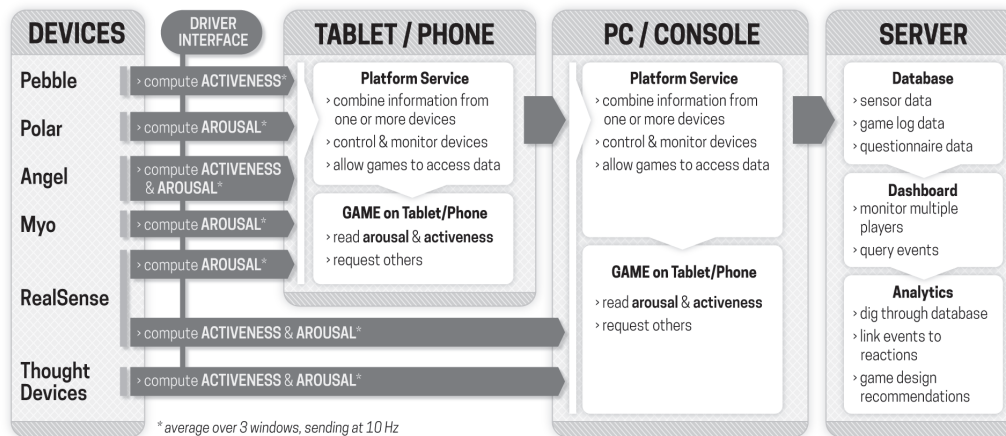 DEVICES
Pebble
Polar
Angel
Myo
RealSense
Thought
Devices
DRIVER
INTERFACE
› compute ACTIVENESS*
› compute AROUSAL*
› compute ACTIVENESS
& AROUSAL*
› compute AROUSAL*
› compute AROUSAL*
› compute ACTIVENESS & AROUSAL*
› compute ACTIVENESS & AROUSAL*
* average over 3 windows, sending at 10 Hz
TABLET / PHONE
Platform Service
› combine information from
one or more devices
› control & monitor devices
› allow games to access data
GAME on Tablet/Phone
› read arousal & activeness
› request others
PC / CONSOLE
Platform Service
› combine information from
one or more devices
› control & monitor devices
› allow games to access data
GAME on Tablet/Phone
› read arousal & activeness
› request others
SERVER
Database
› sensor data
› game log data
› questionnaire data
Dashboard
› monitor multiple
players
› query events
Analytics
› dig through database
› link events to
reactions
› game design
recommendations